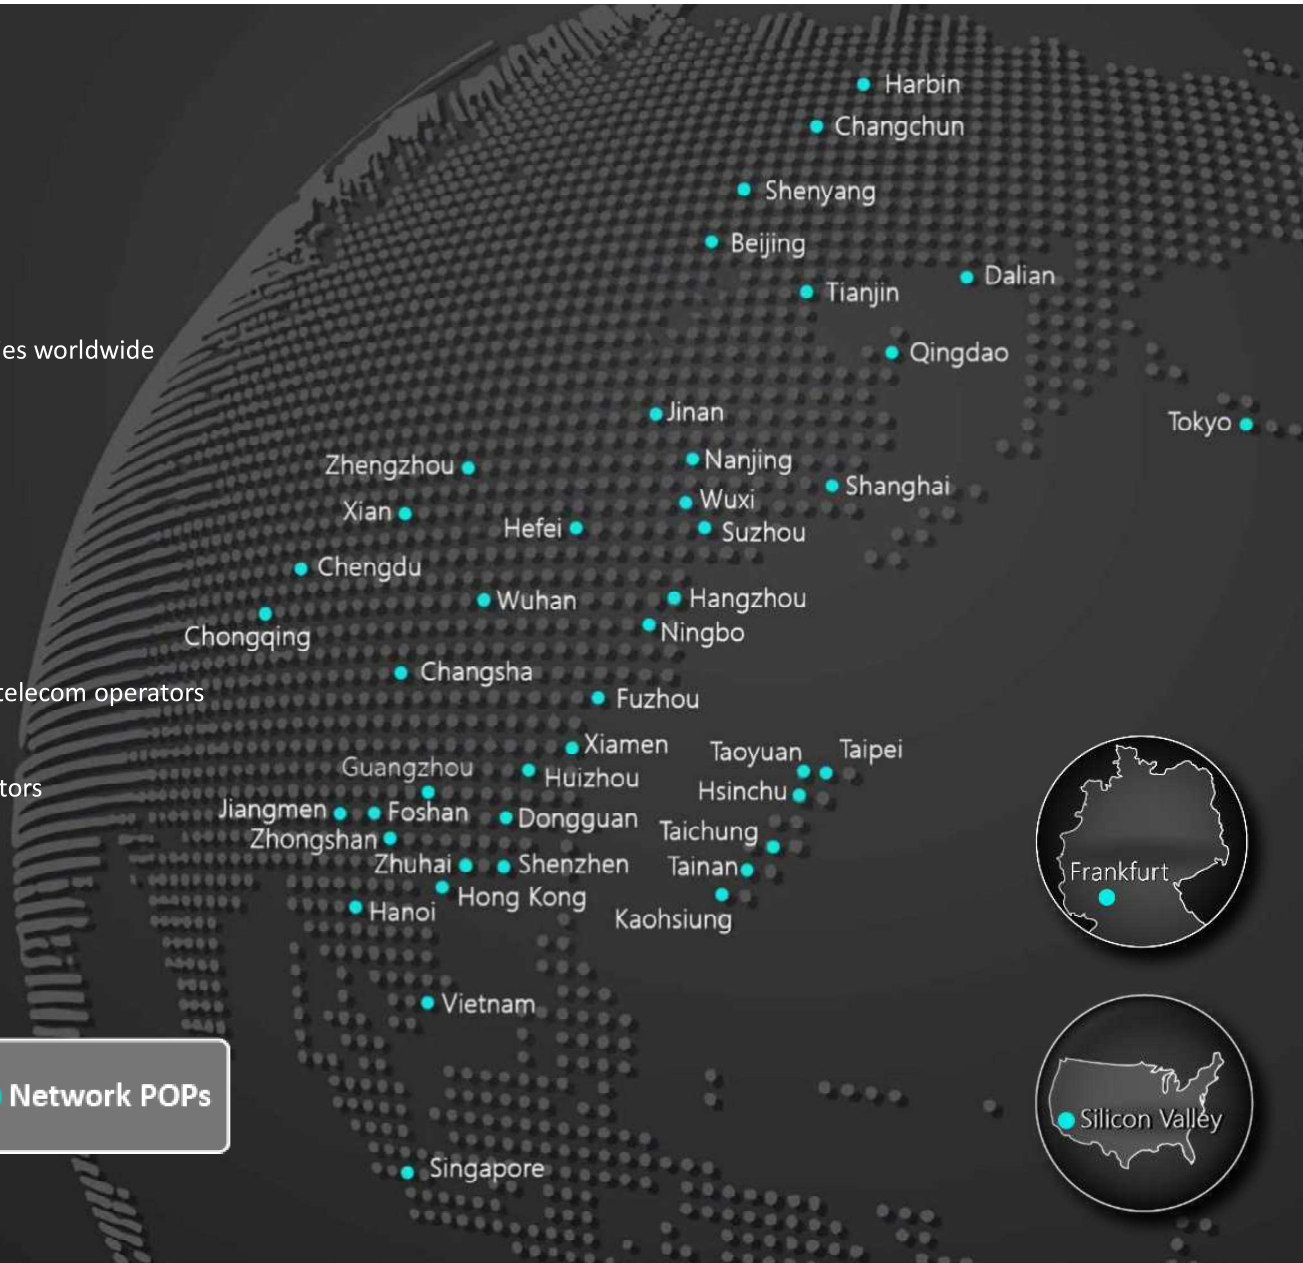 Harbin
Changchun
Shenyang
Beijing
Dalian
Tianjin
es worldwide
Qingdao
Jinan
Tokyo
Zhengzhou
Nanjing
Shanghai
Xian
Wuxi
Hefei
Suzhou
Chengdu
Wuhan
Hangzhou
Chongqing
Ningbo
Changsha
telecom operators
Fuzhou
Xiamen
Taoyuan
Taipei
Guangzhou
Huizhou
tors
Hsinchu
Jiangmen
Foshan
Dongguan
Zhongshan
Taichung
Zhuhai
Shenzhen
Tainan
Frankfurt
Hong Kong
Hanoi
Kaohsiung
Vietnam
Network POPs
Silicon Valley
Singapore